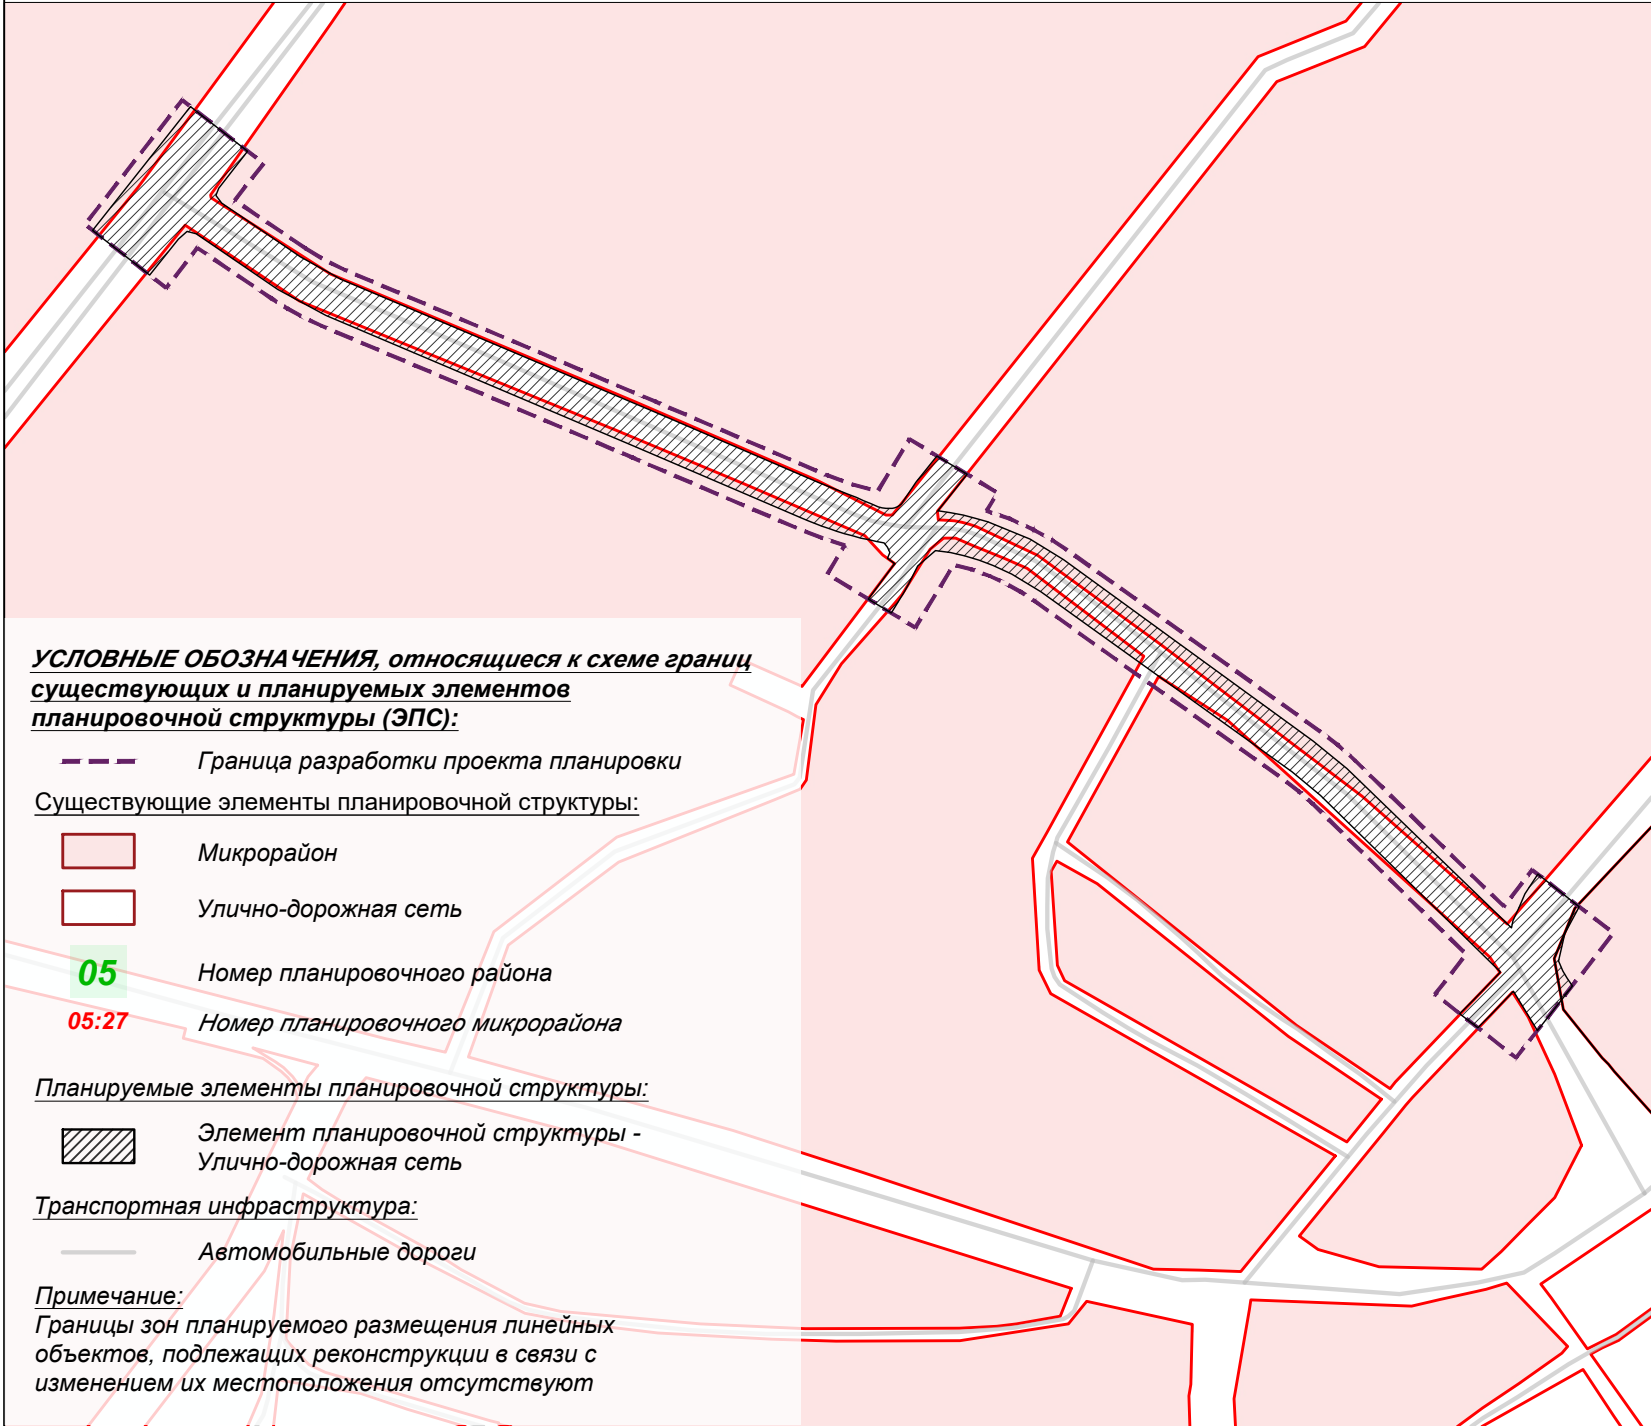 УСЛОВНЫЕ ОБОЗНАЧЕНИЯ, относящиеся к схеме границ
существующих и планируемых элементов
планировочной структуры (ЭПС):
Граница разработки проекта планировки
Существующие элементы планировочной структуры:
Микрорайон
Улично-дорожная сеть
05 Номер планировочного района
05:27 Номер планировочного микрорайона
Планируемые элементы планировочной структуры:
Элемент планировочной структуры -
Улично-дорожная сеть
Транспортная инфраструктура:
Автомобильные дороги
Примечание:
Границы зон планируемого размещения линейных
объектов, подлежащих реконструкции в связи с
изменением их местоположения отсутствуют